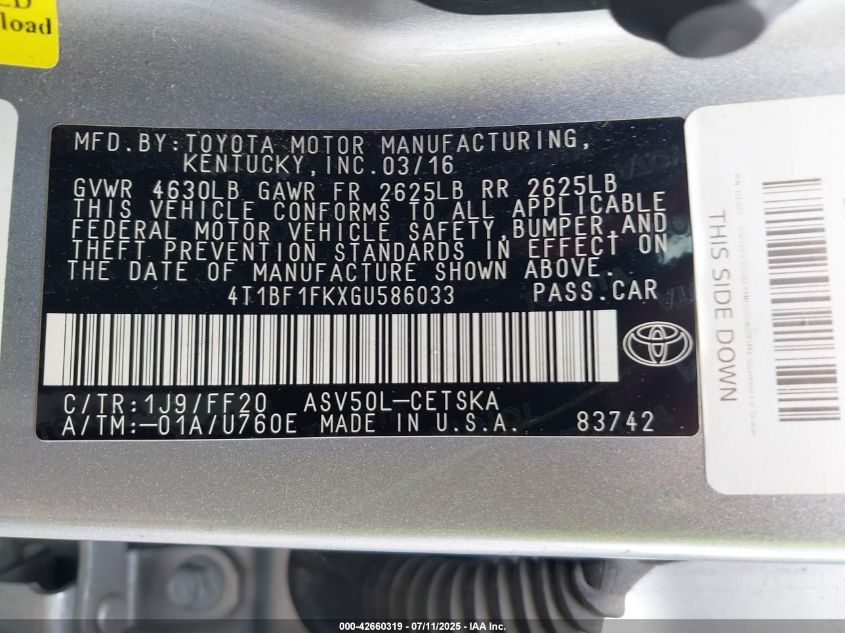 load
MFD.BY:TOYOTA MOTOR MANUFACTURING,
KENTUCKY,INC.03/16
GVWR 4630LB GAWR FR 2625LB RR 2625LB
THIS VEHICLE CONFORMS TO ALL APPLICABLE
FEDERAL MOTOR VEHICLE SAFETY,BUMPER,AND
THEFT PREVENTION STANDARDS IN EFFECT ON
THE DATE OF MANUFACTURE SHOWN ABOVE.
4T1BF1FKXGU586033 PASS.CAR
C/TR:1J9/FF20 ASV50L-CETSKA
A/TM:-01A/U760E MADE IN U.S.A. 83742
THIS SIDE DOWN
000-42660319 - 07/11/2025 - IAA Inc.